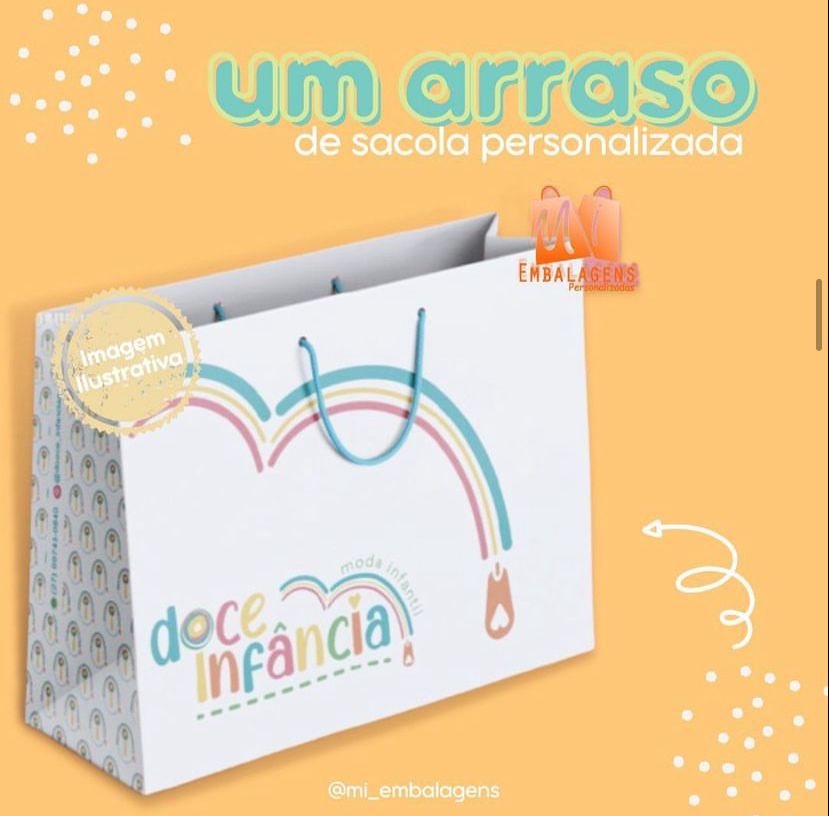 um arraso
de sacola personalizada
mi
EMBALAGENS
Personalizadas
Imagem
Ilustrativa
moda infantil
doce
infância
@mi_embalagens